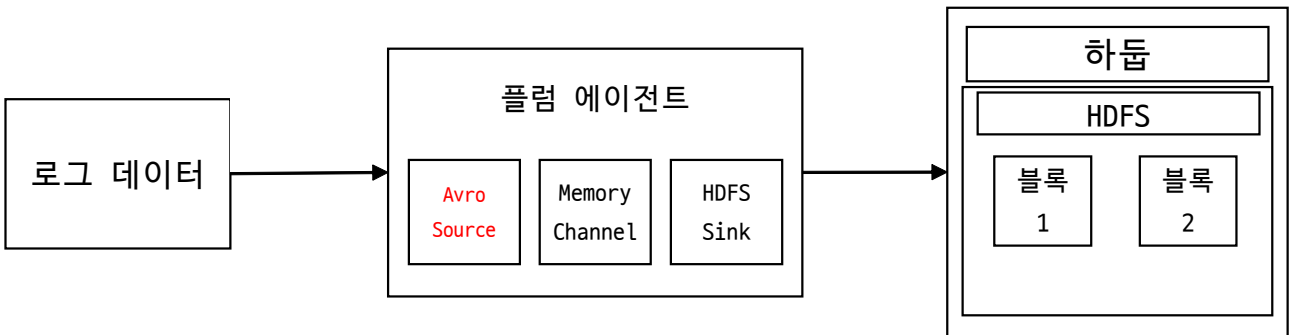 로그 데이터
플럼 에이전트
Avro
Source
Memory
Channel
HDFS
Sink
하둡
HDFS
블록
1
블록
2